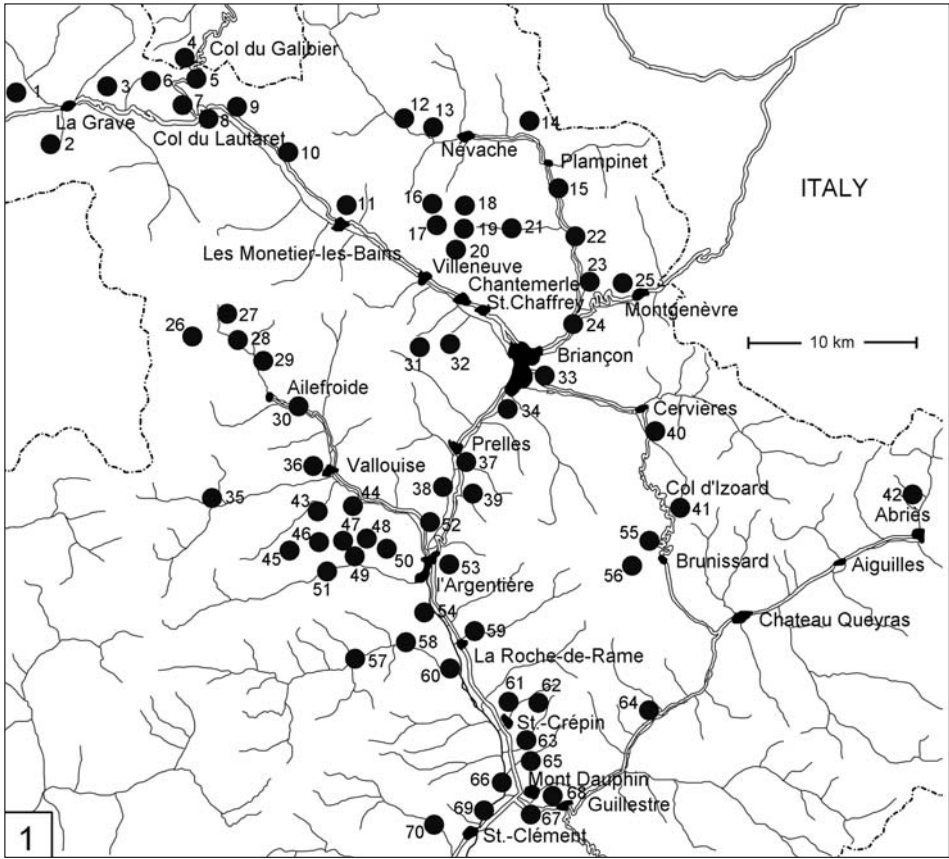 4
Col du Galibier
5
6
3
1
7
9
La Grave
8
Col du Lautaret
2
10
12
13
14
Névache
Plampinet
15
ITALY
11
16
18
17
19
21
22
Les Monetier-les-Bains
20
Villeneuve
23
25
Chantemerle
St.Chaffrey
Montgenèvre
24
27
26
28
31
32
10 km
Briançon
29
33
Ailefroide
30
34
Cervières
40
Prelles
36
37
Vallouise
38
39
35
44
42
43
Col d'Izoard
41
Abriès
52
47
48
46
55
45
50
49
53
56
Brunissard
Aiguilles
51
l'Argentière
54
Chateau Queyras
59
58
La Roche-de-Rame
57
60
61
62
64
St.-Crépin
63
65
66
Mont Dauphin
68
Guillestre
69
67
70
St.-Clément
1